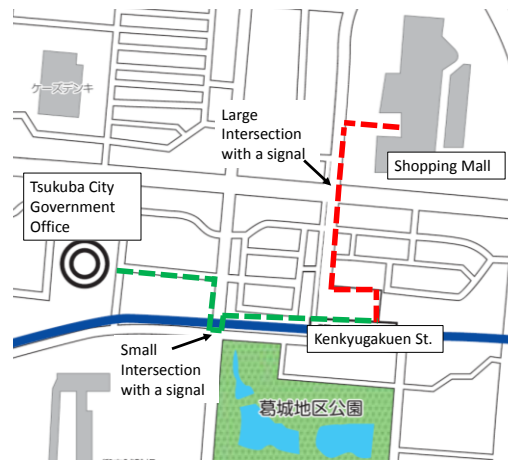 ケーズデンキ
Large
Intersection
with a signal
Shopping Mall
Tsukuba City
Government
Office
Kenkyugakuen St.
Small
Intersection
with a signal
葛城地区公園